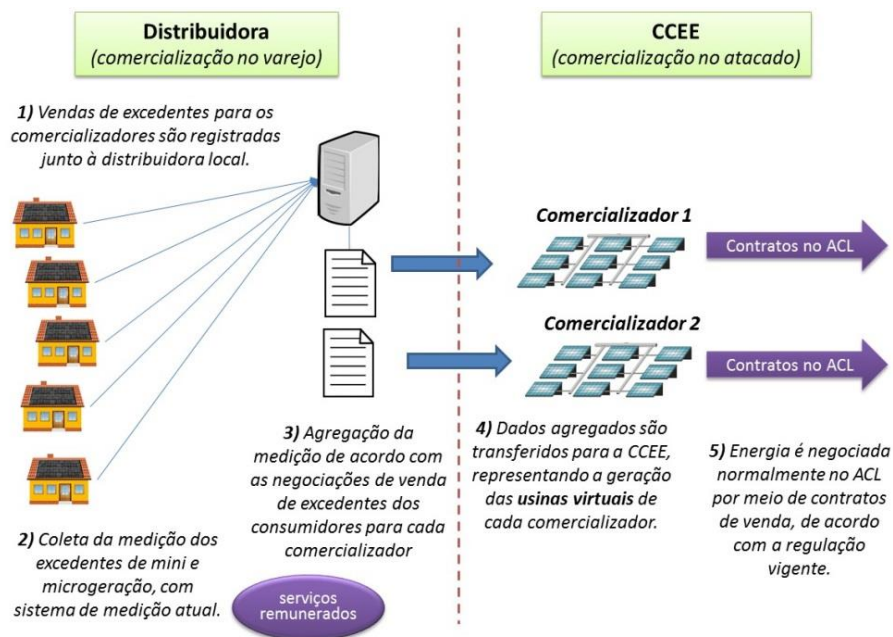 Distribuidora
(comercialização no varejo)
CCEE
(comercialização no atacado)
1) Vendas de excedentes para os
comercializadores são registradas
junto à distribuidora local.
Comercializador 1
Contratos no ACL
Comercializador 2
Contratos no ACL
2) Coleta da medição dos
excedentes de mini e
microgeração, com
sistema de medição atual.
3) Agregação da
medição de acordo com
as negociações de venda
de excedentes dos
consumidores para cada
comercializador
serviços
remunerados
4) Dados agregados são
transferidos para a CCEE,
representando a geração
das usinas virtuais de
cada comercializador.
5) Energia é negociada
normalmente no ACL
por meio de contratos
de venda, de acordo
com a regulação
vigente.